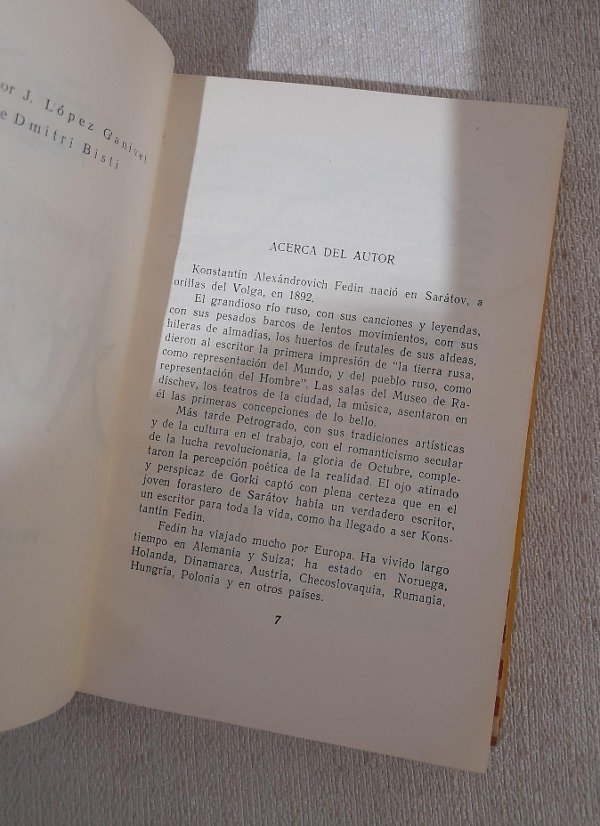 or J. López Ganivet
e Dmitri Bisti
ACERCA DEL AUTOR
Konstantín Alexándrovich Fedin nació en Sarátov, a
orillas del Volga, en 1892.
El grandioso río ruso, con sus canciones y leyendas,
con sus pesados barcos de lentos movimientos, con sus
hileras de almadías, los huertos de frutales de sus aldeas,
dieron al escritor la primera impresión de "la tierra rusa,
como representación del Mundo, y del pueblo ruso, como
representación del Hombre". Las salas del Museo de Ra-
díschev, los teatros de la ciudad, la música, asentaron en
él las primeras concepciones de lo bello.
Más tarde Petrogrado, con sus tradiciones artísticas
y de la cultura en el trabajo, con el romanticismo secular
de la lucha revolucionaria, la gloria de Octubre, comple-
taron la percepción poética de la realidad. El ojo atinado
y perspicaz de Gorki captó con plena certeza que en el
joven forastero de Sarátov había un verdadero escritor,
un escritor para toda la vida, como ha llegado a ser Kons-
tantín Fedin.
Fedin ha viajado mucho por Europa. Ha vivido largo
tiempo en Alemania y Suiza; ha estado en Noruega,
Holanda, Dinamarca, Austria, Checoslovaquia, Rumania,
Hungría, Polonia y en otros países.
7